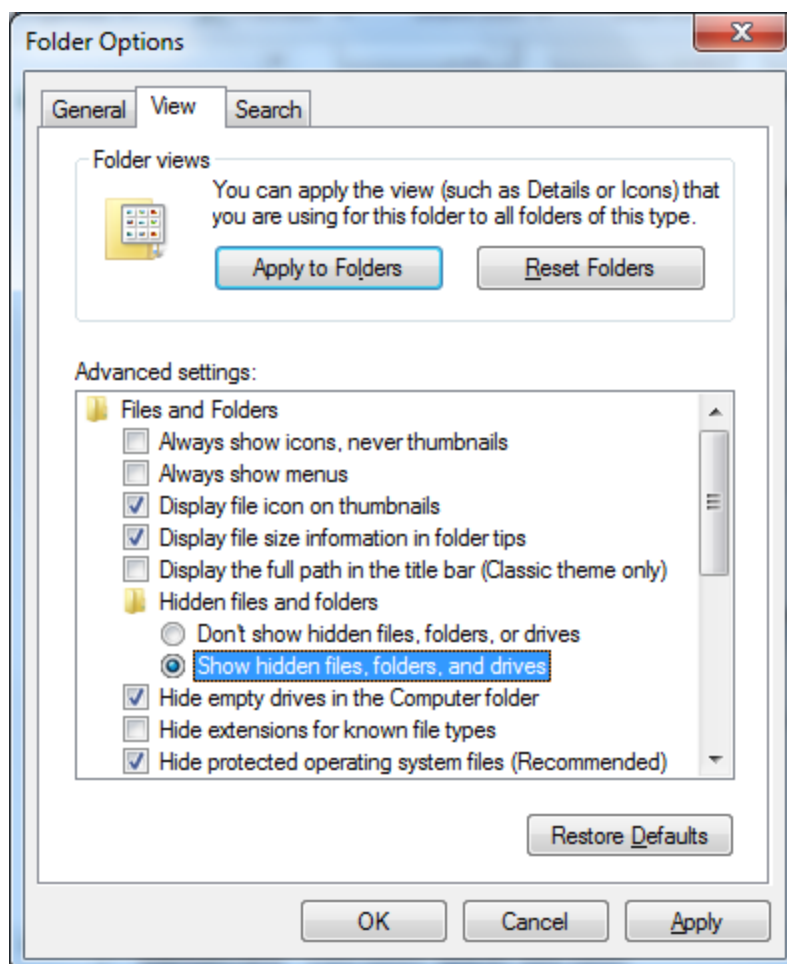 Folder Options
General View Search
Folder views
You can apply the view (such as Details or Icons) that
you are using for this folder to all folders of this type.
Apply to Folders Reset Folders
Advanced settings:
Files and Folders
Always show icons, never thumbnails
Always show menus
Display file icon on thumbnails
Display file size information in folder tips
Display the full path in the title bar (Classic theme only)
Hidden files and folders
Don't show hidden files, folders, or drives
Show hidden files, folders, and drives
Hide empty drives in the Computer folder
Hide extensions for known file types
Hide protected operating system files (Recommended)
Restore Defaults
OK Cancel Apply